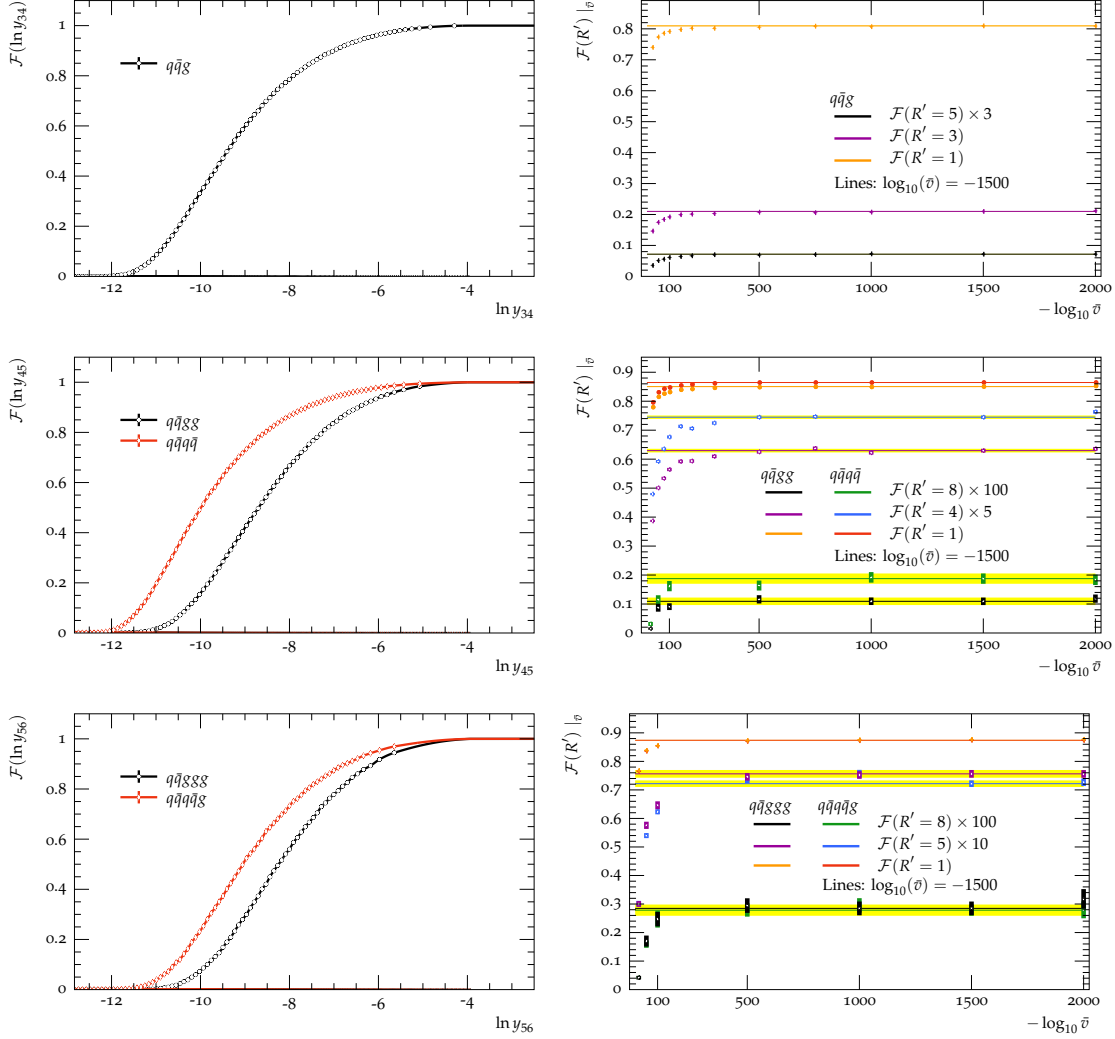 F(ln y34)
1
0.8
0.6
0.4
0.2
0
qq̄g
-12
-10
-8
-6
-4
ln y34
F(R′) |v̄
0.8
0.7
0.6
0.5
0.4
0.3
0.2
0.1
0
qq̄g
F(R′ = 5) × 3
F(R′ = 3)
F(R′ = 1)
Lines: log10(v̄) = −1500
100
500
1000
1500
2000
− log10 v̄
F(ln y45)
1
0.8
0.6
0.4
0.2
0
qq̄gg
qq̄qq̄
-12
-10
-8
-6
-4
ln y45
F(R′) |v̄
0.9
0.8
0.7
0.6
0.5
0.4
0.3
0.2
0.1
0
qq̄gg qq̄qq̄
F(R′ = 8) × 100
F(R′ = 4) × 5
F(R′ = 1)
Lines: log10(v̄) = −1500
100
500
1000
1500
2000
− log10 v̄
F(ln y56)
1
0.8
0.6
0.4
0.2
0
qq̄ggg
qq̄qq̄g
-12
-10
-8
-6
-4
ln y56
F(R′) |v̄
0.9
0.8
0.7
0.6
0.5
0.4
0.3
0.2
0.1
0
qq̄ggg qq̄qq̄g
F(R′ = 8) × 100
F(R′ = 5) × 10
F(R′ = 1)
Lines: log10(v̄) = −1500
100
500
1000
1500
2000
− log10 v̄